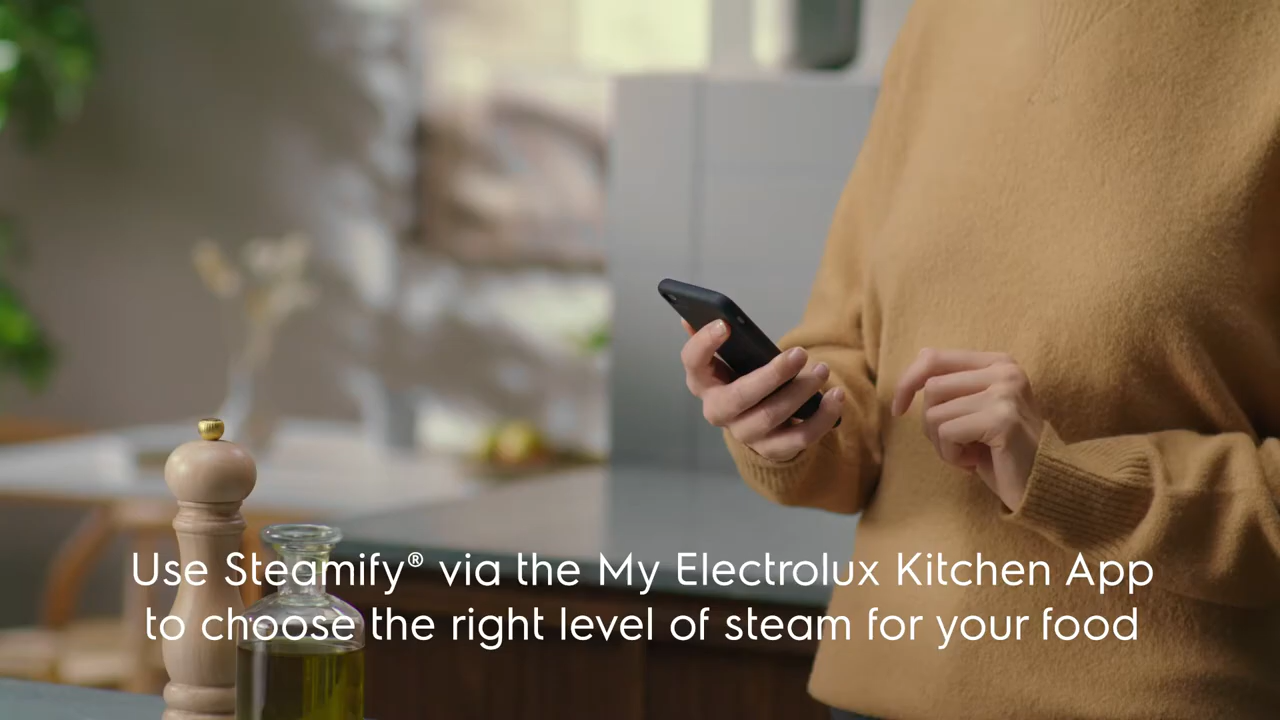 Use Steamify® via the My Electrolux Kitchen App
to choose the right level of steam for your food